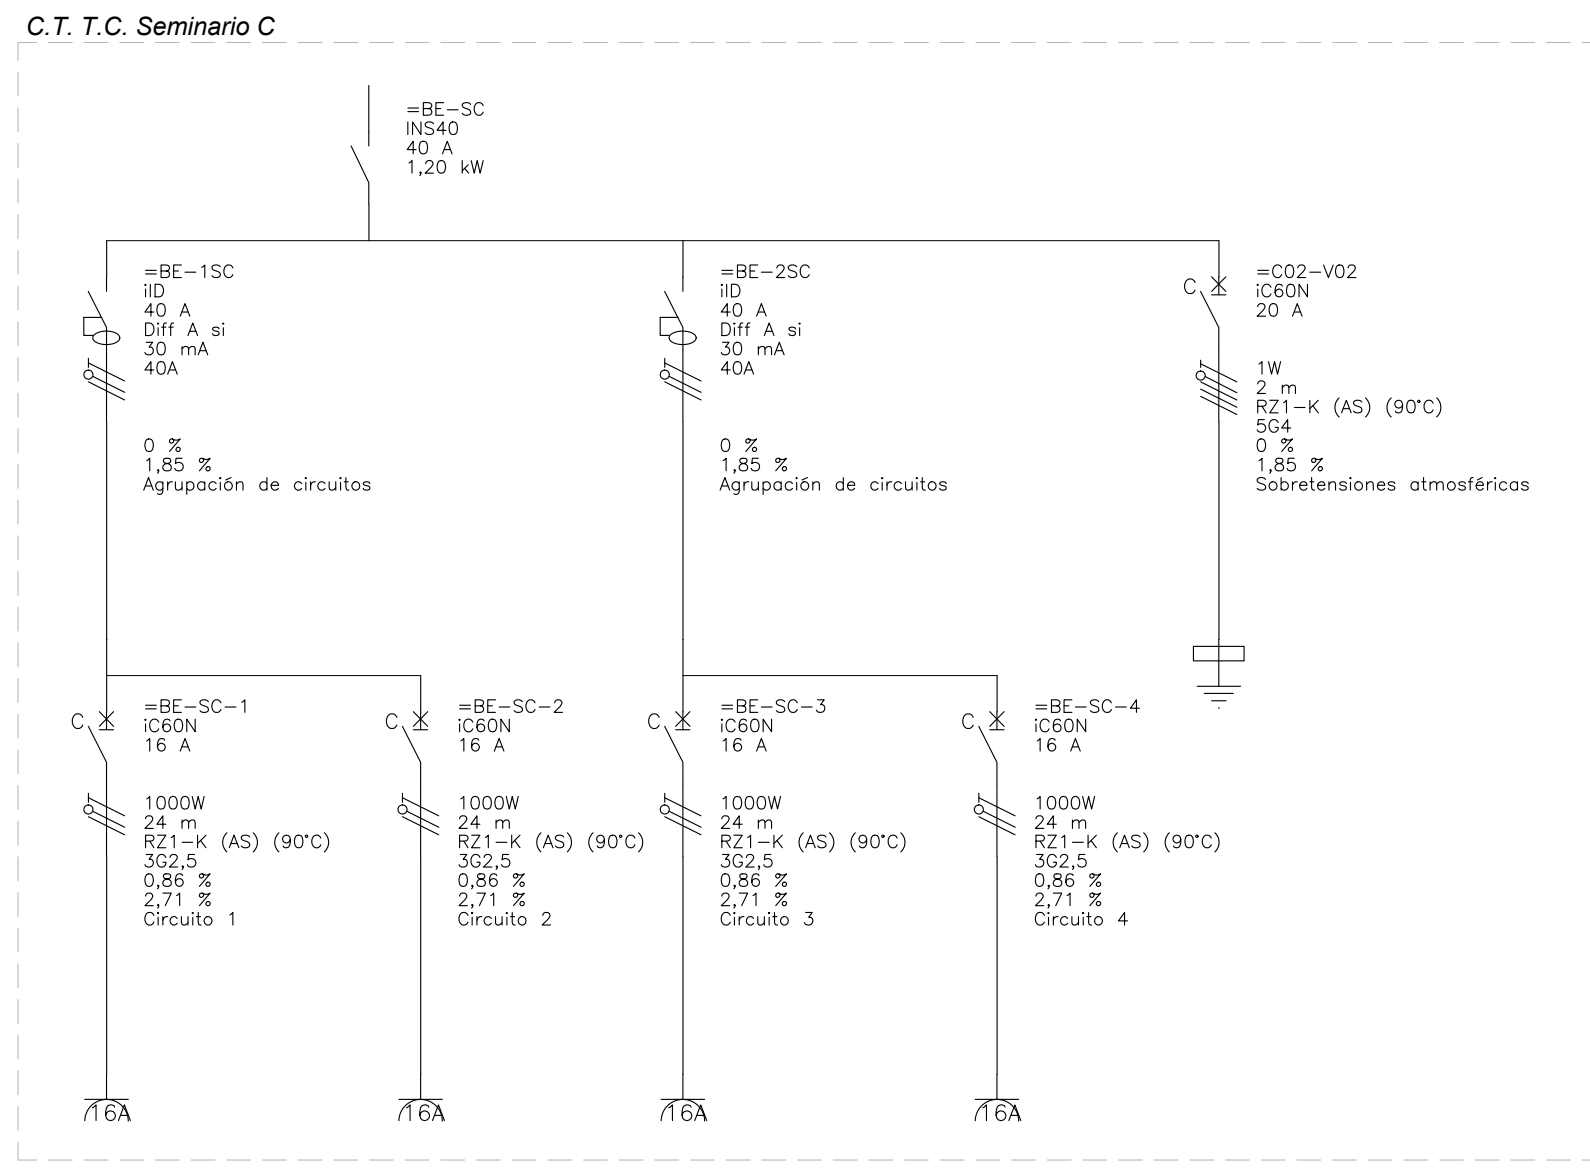 C.T. T.C. Seminario C
=BE-SC
INS40
40 A
1,20 kW
=BE-1SC
iID
40 A
Diff A si
30 mA
40A
0 %
1,85 %
Agrupación de circuitos
=BE-2SC
iID
40 A
Diff A si
30 mA
40A
0 %
1,85 %
Agrupación de circuitos
C
=C02-V02
iC60N
20 A
1W
2 m
RZ1-K (AS) (90°C)
5G4
0 %
1,85 %
Sobretensiones atmosféricas
C
=BE-SC-1
iC60N
16 A
1000W
24 m
RZ1-K (AS) (90°C)
3G2,5
0,86 %
2,71 %
Circuito 1
16A
C
=BE-SC-2
iC60N
16 A
1000W
24 m
RZ1-K (AS) (90°C)
3G2,5
0,86 %
2,71 %
Circuito 2
16A
C
=BE-SC-3
iC60N
16 A
1000W
24 m
RZ1-K (AS) (90°C)
3G2,5
0,86 %
2,71 %
Circuito 3
16A
C
=BE-SC-4
iC60N
16 A
1000W
24 m
RZ1-K (AS) (90°C)
3G2,5
0,86 %
2,71 %
Circuito 4
16A